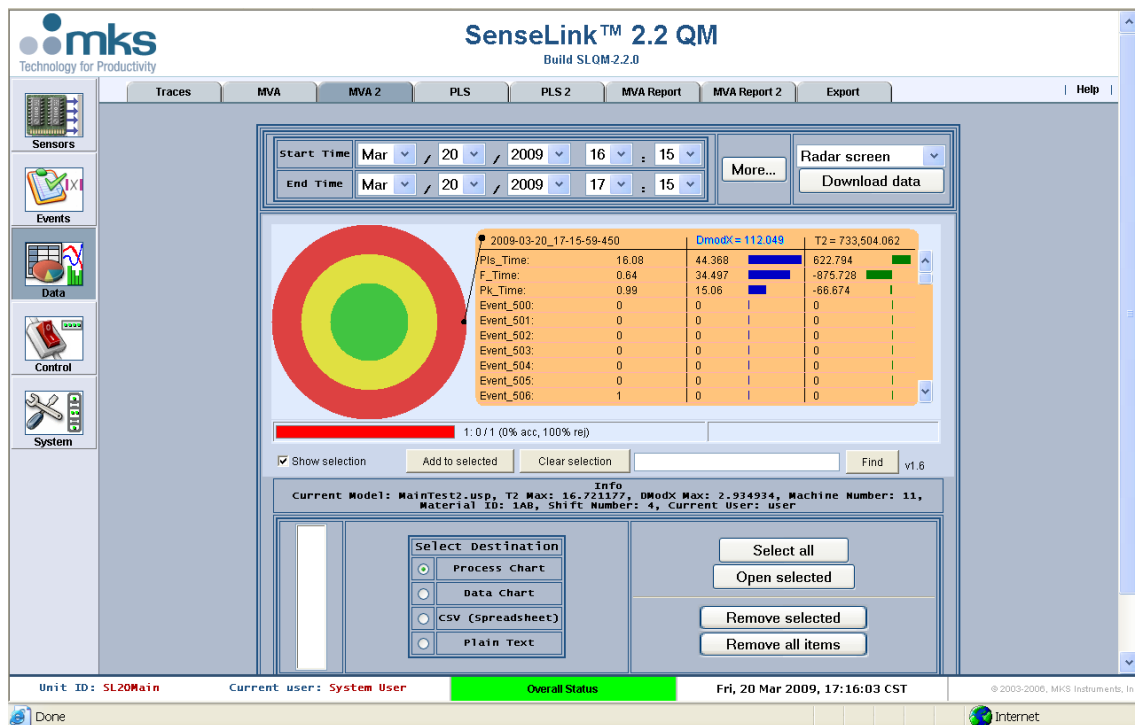 mks
Technology for Productivity
SenseLink™ 2.2 QM
Build SLQM-2.2.0
Traces MVA MVA 2 PLS PLS 2 MVA Report MVA Report 2 Export | Help |
Sensors
Events
Data
Control
System
Start Time Mar / 20 / 2009 16 : 15
End Time Mar / 20 / 2009 17 : 15
More...
Radar screen
Download data
2009-03-20_17-15-59-450 DmodX = 112.049 T2 = 733,504.062
Pls_Time: 16.08 44.368 622.794
F_Time: 0.64 34.497 -875.728
Pk_Time: 0.99 15.06 -66.674
Event_500: 0 0 0
Event_501: 0 0 0
Event_502: 0 0 0
Event_503: 0 0 0
Event_504: 0 0 0
Event_505: 0 0 0
Event_506: 1 0 0
1: 0 / 1 (0% acc, 100% rej)
Show selection Add to selected Clear selection Find v1.6
Info
Current Model: MainTest2.usp, T2 Max: 16.721177, DModX Max: 2.934934, Machine Number: 11,
Material ID: 1AB, Shift Number: 4, Current User: user
Select Destination
Process Chart
Data Chart
CSV (Spreadsheet)
Plain Text
Select all
Open selected
Remove selected
Remove all items
Unit ID: SL20Main Current user: System User Overall Status Fri, 20 Mar 2009, 17:16:03 CST © 2003-2006, MKS Instruments, In
Done Internet